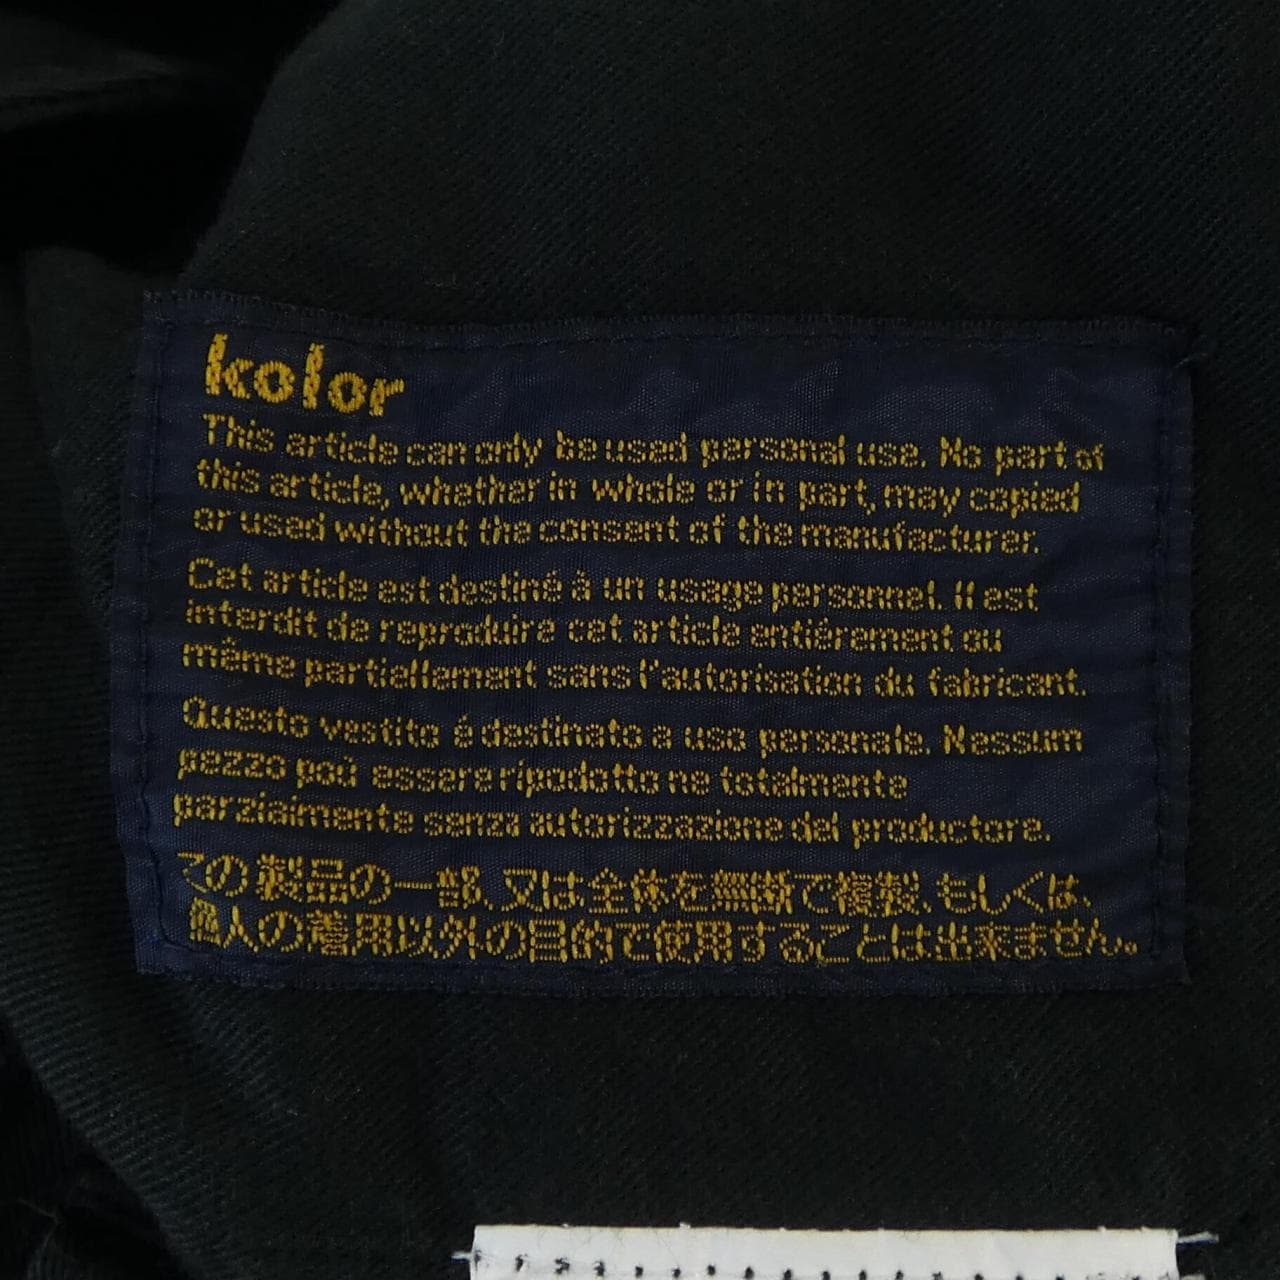 kolor
This article can only be used personal use. No part of
this article, whether in whole or in part, may copied
or used without the consent of the manufacturer.
Cet article est destiné à un usage personnel. Il est
interdit de reproduire cet article entiérement ou
même partiellement sans l'autorisation du fabricant.
Questo vestito é destinato a uso personale. Nessum
pezzo poù essere ripodotto ne totalmente
parzialmente senza autorizzazione del productore.
この製品の一部、又は全体を無断で複製、もしくは、
個人の着用以外の目的で使用することは出来ません。